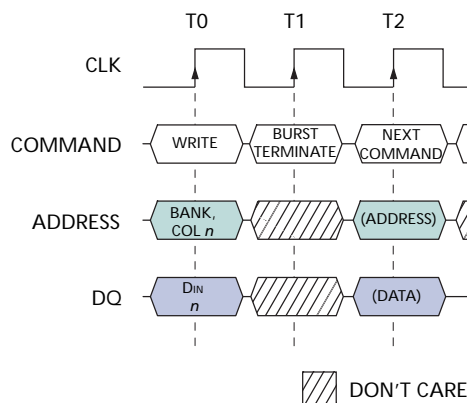 T0 T1 T2
CLK
COMMAND
WRITE
BURST
TERMINATE
NEXT
COMMAND
ADDRESS
BANK,
COL n
(ADDRESS)
DQ
DIN
n
(DATA)
DON'T CARE